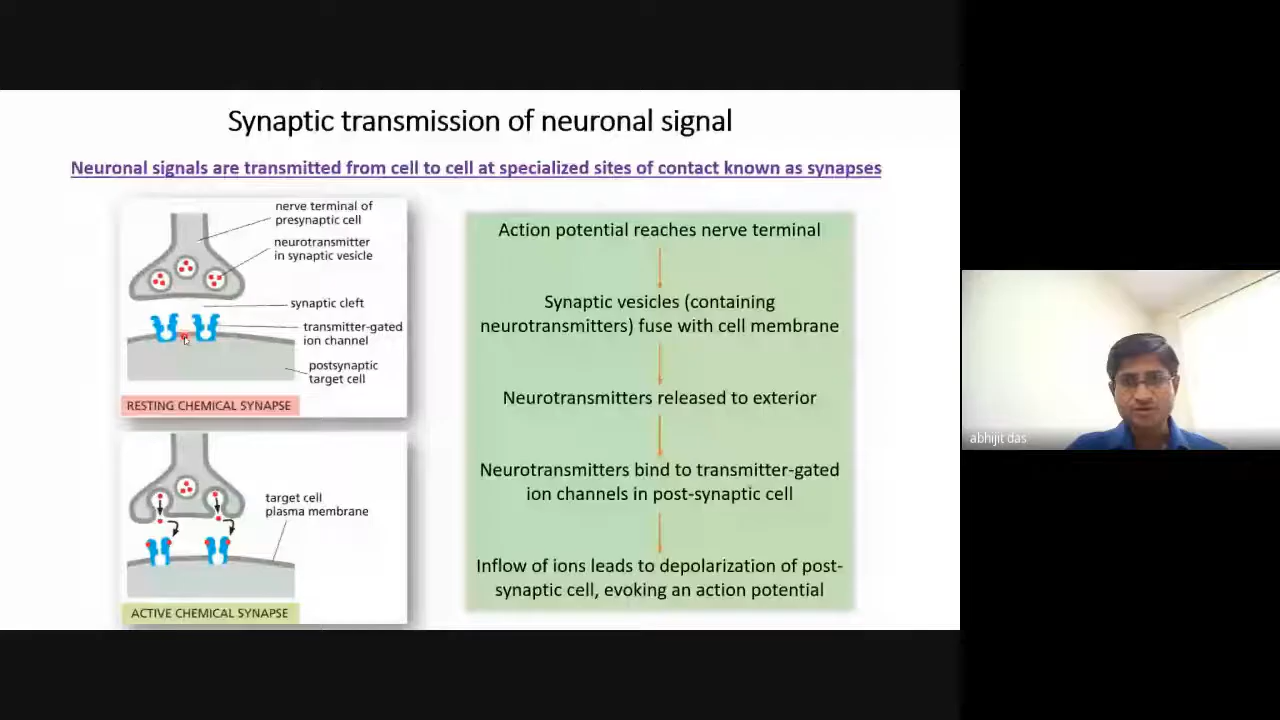 Synaptic transmission of neuronal signal
Neuronal signals are transmitted from cell to cell at specialized sites of contact known as synapses
nerve terminal of
presynaptic cell
neurotransmitter
in synaptic vesicle
synaptic cleft
transmitter-gated
ion channel
postsynaptic
target cell
RESTING CHEMICAL SYNAPSE
target cell
plasma membrane
ACTIVE CHEMICAL SYNAPSE
Action potential reaches nerve terminal
Synaptic vesicles (containing
neurotransmitters) fuse with cell membrane
Neurotransmitters released to exterior
Neurotransmitters bind to transmitter-gated
ion channels in post-synaptic cell
Inflow of ions leads to depolarization of post-
synaptic cell, evoking an action potential
abhijit das